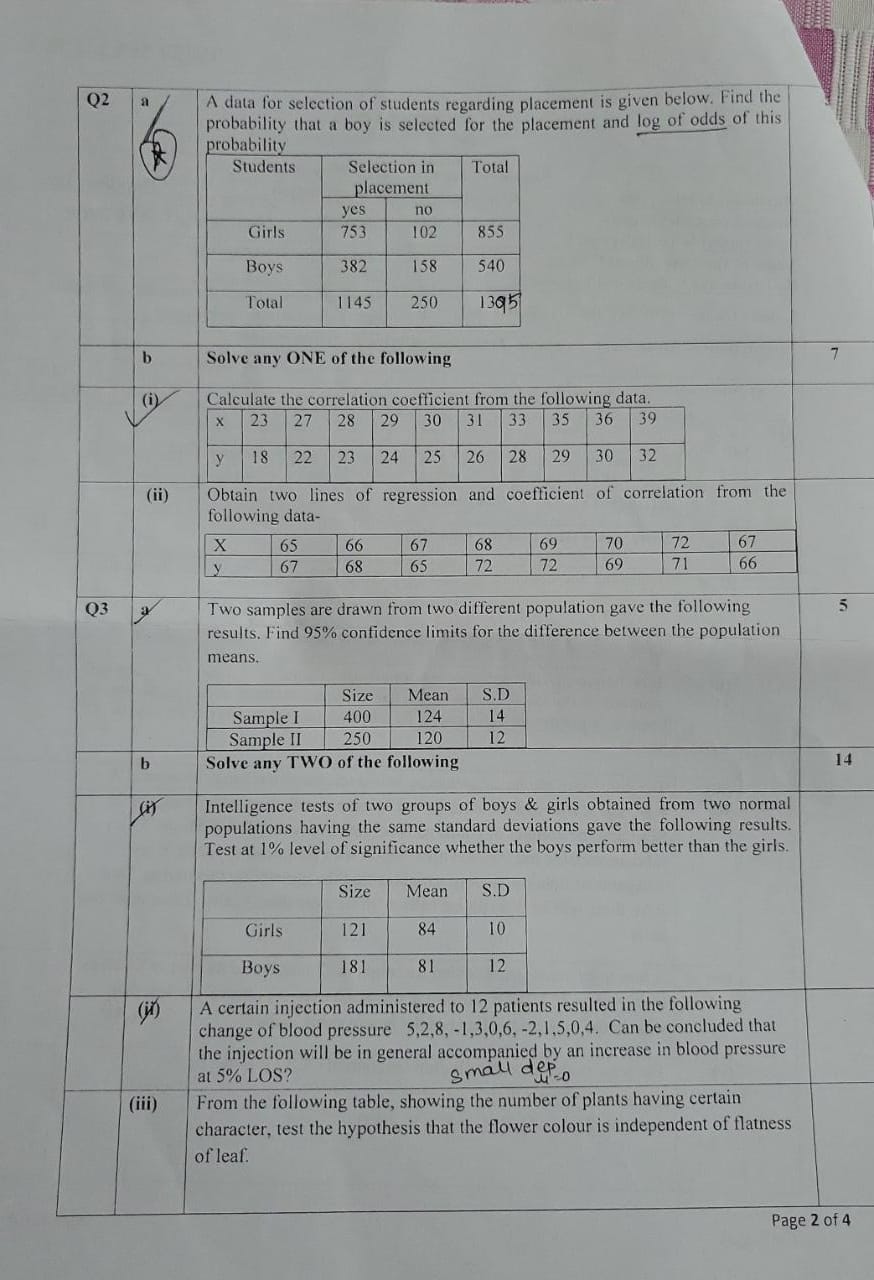 Q2 a A data for selection of students regarding placement is given below. Find the
probability that a boy is selected for the placement and log of odds of this
probability
Students Selection in Total
placement
yes no
Girls 753 102 855
Boys 382 158 540
Total 1145 250 1395
b Solve any ONE of the following 7
(i) Calculate the correlation coefficient from the following data.
x 23 27 28 29 30 31 33 35 36 39
y 18 22 23 24 25 26 28 29 30 32
(ii) Obtain two lines of regression and coefficient of correlation from the
following data-
X 65 66 67 68 69 70 72 67
y 67 68 65 72 72 69 71 66
Q3 a Two samples are drawn from two different population gave the following 5
results. Find 95% confidence limits for the difference between the population
means.
Size Mean S.D
Sample I 400 124 14
Sample II 250 120 12
b Solve any TWO of the following 14
(i) Intelligence tests of two groups of boys & girls obtained from two normal
populations having the same standard deviations gave the following results.
Test at 1% level of significance whether the boys perform better than the girls.
Size Mean S.D
Girls 121 84 10
Boys 181 81 12
(ii) A certain injection administered to 12 patients resulted in the following
change of blood pressure 5,2,8, -1,3,0,6, -2,1,5,0,4. Can be concluded that
the injection will be in general accompanied by an increase in blood pressure
at 5% LOS? small dep
(iii) From the following table, showing the number of plants having certain
character, test the hypothesis that the flower colour is independent of flatness
of leaf.
Page 2 of 4